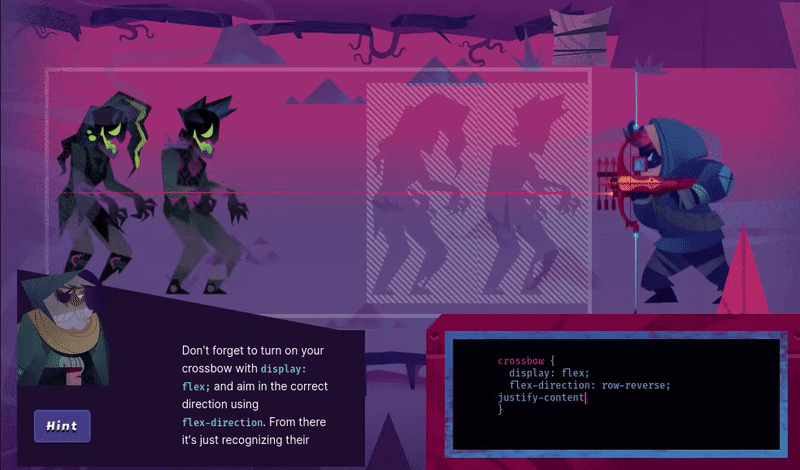 Don't forget to turn on your
crossbow with display:
flex; and aim in the correct
direction using
flex-direction. From there
it's just recognizing their
Hint
crossbow {
display: flex;
flex-direction: row-reverse;
justify-content
}